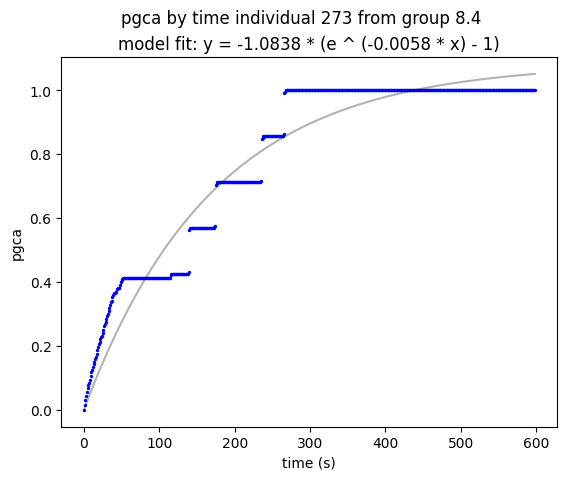 pgca by time individual 273 from group 8.4
model fit: y = -1.0838 * (e ^ (-0.0058 * x) - 1)
pgca
1.0
0.8
0.6
0.4
0.2
0.0
0 100 200 300 400 500 600
time (s)